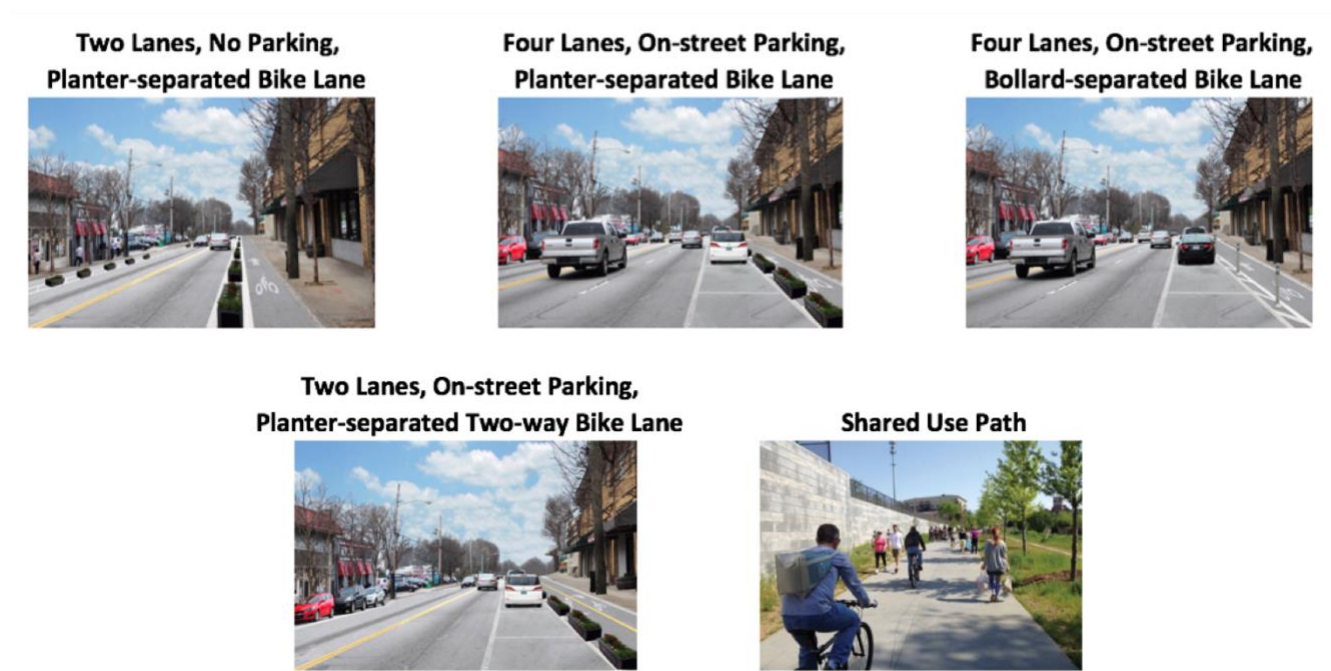 Two Lanes, No Parking,
Planter-separated Bike Lane
Four Lanes, On-street Parking,
Planter-separated Bike Lane
Four Lanes, On-street Parking,
Bollard-separated Bike Lane
Two Lanes, On-street Parking,
Planter-separated Two-way Bike Lane
Shared Use Path